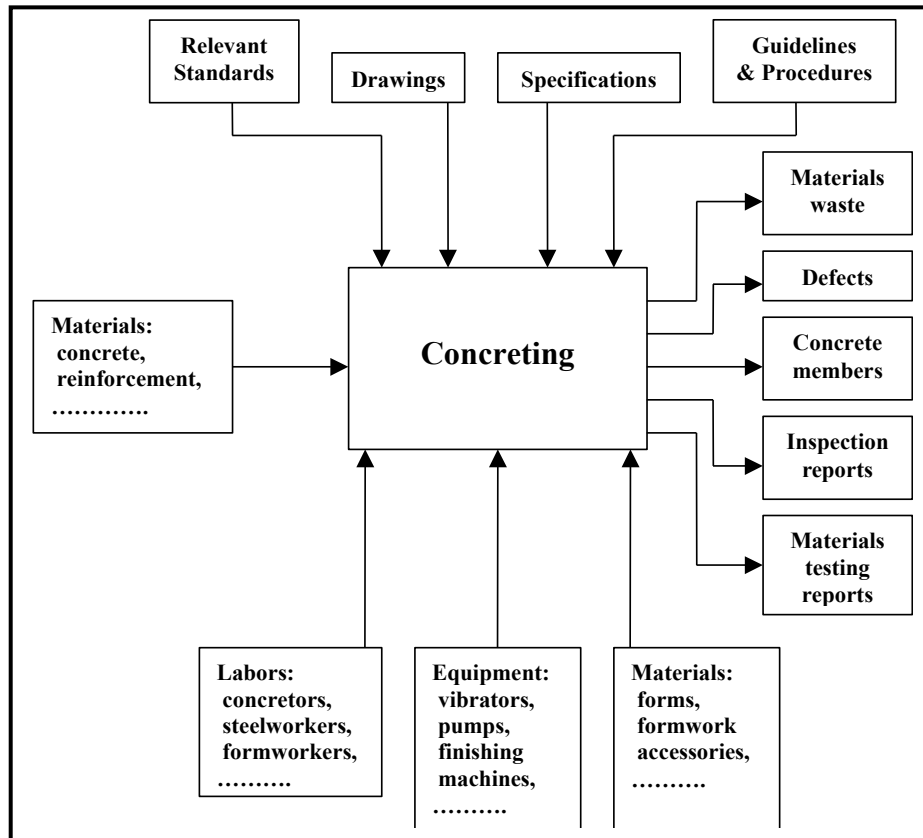 Relevant
Standards
Drawings
Specifications
Guidelines
& Procedures
Materials
waste
Defects
Materials:
concrete,
reinforcement,
………….
Concreting
Concrete
members
Inspection
reports
Materials
testing
reports
Labors:
concretors,
steelworkers,
formworkers,
……….
Equipment:
vibrators,
pumps,
finishing
machines,
……….
Materials:
forms,
formwork
accessories,
……….